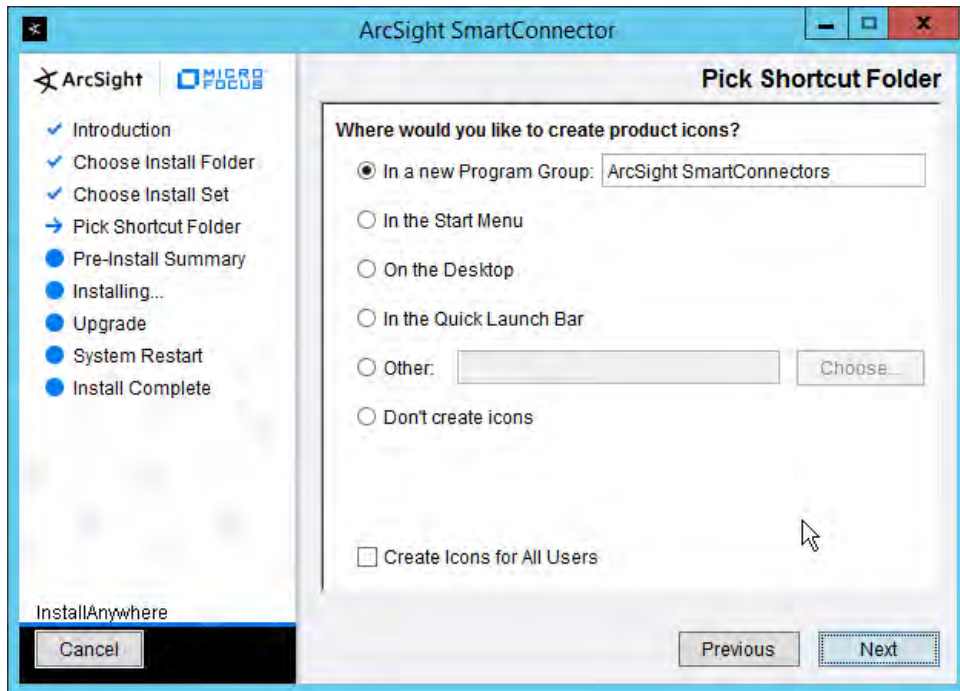 ArcSight SmartConnector
ArcSight MICRO FOCUS
Pick Shortcut Folder
Introduction
Choose Install Folder
Choose Install Set
Pick Shortcut Folder
Pre-Install Summary
Installing...
Upgrade
System Restart
Install Complete
Where would you like to create product icons?
In a new Program Group: ArcSight SmartConnectors
In the Start Menu
On the Desktop
In the Quick Launch Bar
Other: Choose...
Don't create icons
Create Icons for All Users
InstallAnywhere
Cancel Previous Next